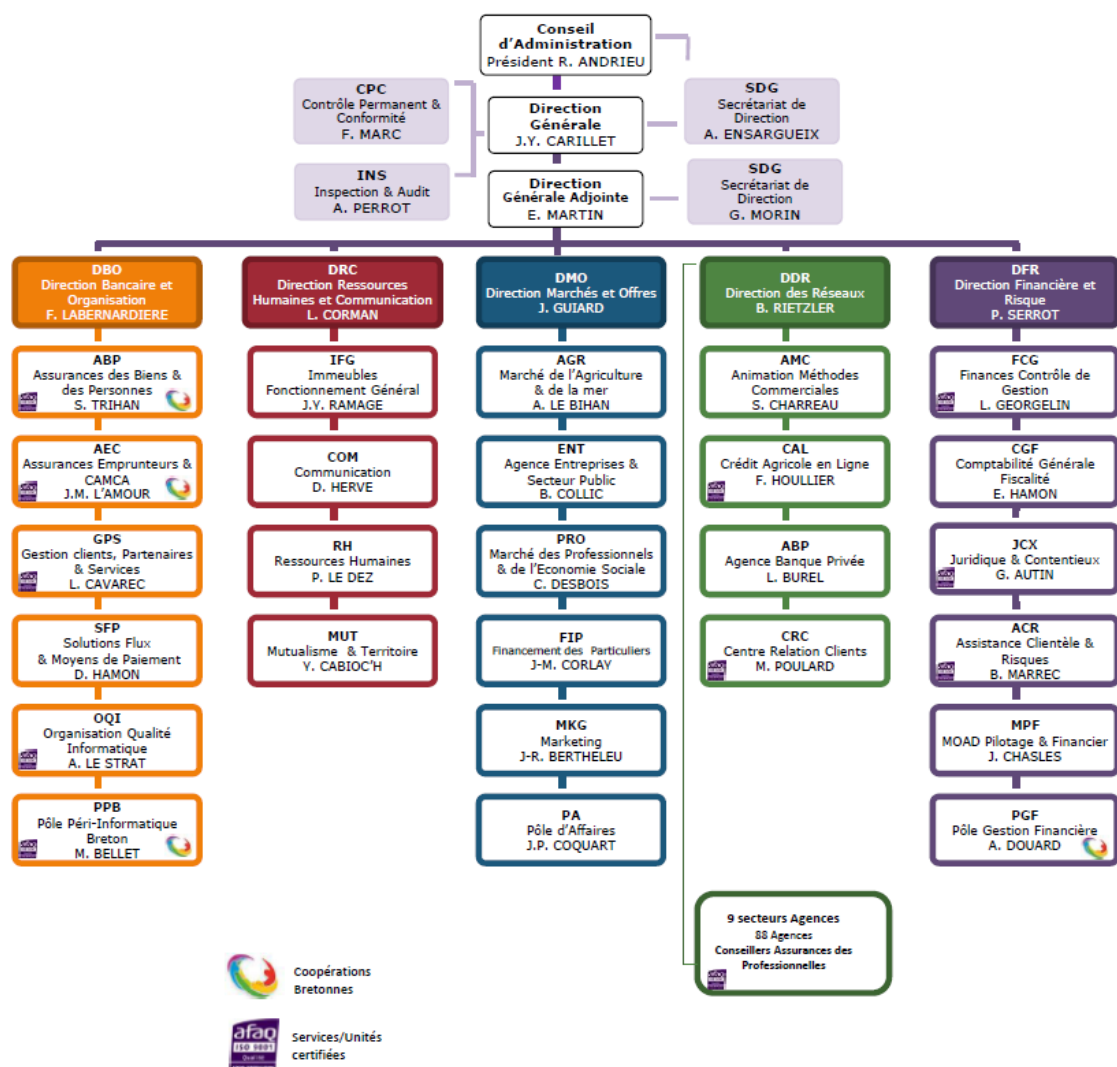 Conseil
d'Administration
Président R. ANDRIEU
CPC
Contrôle Permanent &
Conformité
F. MARC
Direction
Générale
J.Y. CARILLET
SDG
Secrétariat de
Direction
A. ENSARGUEIX
INS
Inspection & Audit
A. PERROT
Direction
Générale Adjointe
E. MARTIN
SDG
Secrétariat de
Direction
G. MORIN
DBO
Direction Bancaire et
Organisation
F. LABERNARDIERE
ABP
Assurances des Biens &
des Personnes
S. TRIHAN
AEC
Assurances Emprunteurs &
CAMCA
J.M. L'AMOUR
GPS
Gestion clients, Partenaires
& Services
L. CAVAREC
SFP
Solutions Flux
& Moyens de Paiement
D. HAMON
OQI
Organisation Qualité
Informatique
A. LE STRAT
PPB
Pôle Péri-Informatique
Breton
M. BELLET
DRC
Direction Ressources
Humaines et Communication
L. CORMAN
IFG
Immeubles
Fonctionnement Général
J.Y. RAMAGE
COM
Communication
D. HERVE
RH
Ressources Humaines
P. LE DEZ
MUT
Mutualisme & Territoire
Y. CABIOC'H
DMO
Direction Marchés et Offres
J. GUIARD
AGR
Marché de l'Agriculture
& de la mer
A. LE BIHAN
ENT
Agence Entreprises &
Secteur Public
B. COLLIC
PRO
Marché des Professionnels
& de l'Economie Sociale
C. DESBOIS
FIP
Financement des Particuliers
J-M. CORLAY
MKG
Marketing
J-R. BERTHELEU
PA
Pôle d'Affaires
J.P. COQUART
DDR
Direction des Réseaux
B. RIETZLER
AMC
Animation Méthodes
Commerciales
S. CHARREAU
CAL
Crédit Agricole en Ligne
F. HOULLIER
ABP
Agence Banque Privée
L. BUREL
CRC
Centre Relation Clients
M. POULARD
9 secteurs Agences
88 Agences
Conseillers Assurances des
Professionnelles
DFR
Direction Financière et
Risque
P. SERROT
FCG
Finances Contrôle de
Gestion
L. GEORGELIN
CGF
Comptabilité Générale
Fiscalité
E. HAMON
JCX
Juridique & Contentieux
G. AUTIN
ACR
Assistance Clientèle &
Risques
B. MARREC
MPF
MOAD Pilotage & Financier
J. CHASLES
PGF
Pôle Gestion Financière
A. DOUARD
Coopérations
Bretonnes
afaq
ISO 9001
Qualité
Services/Unités
certifiées